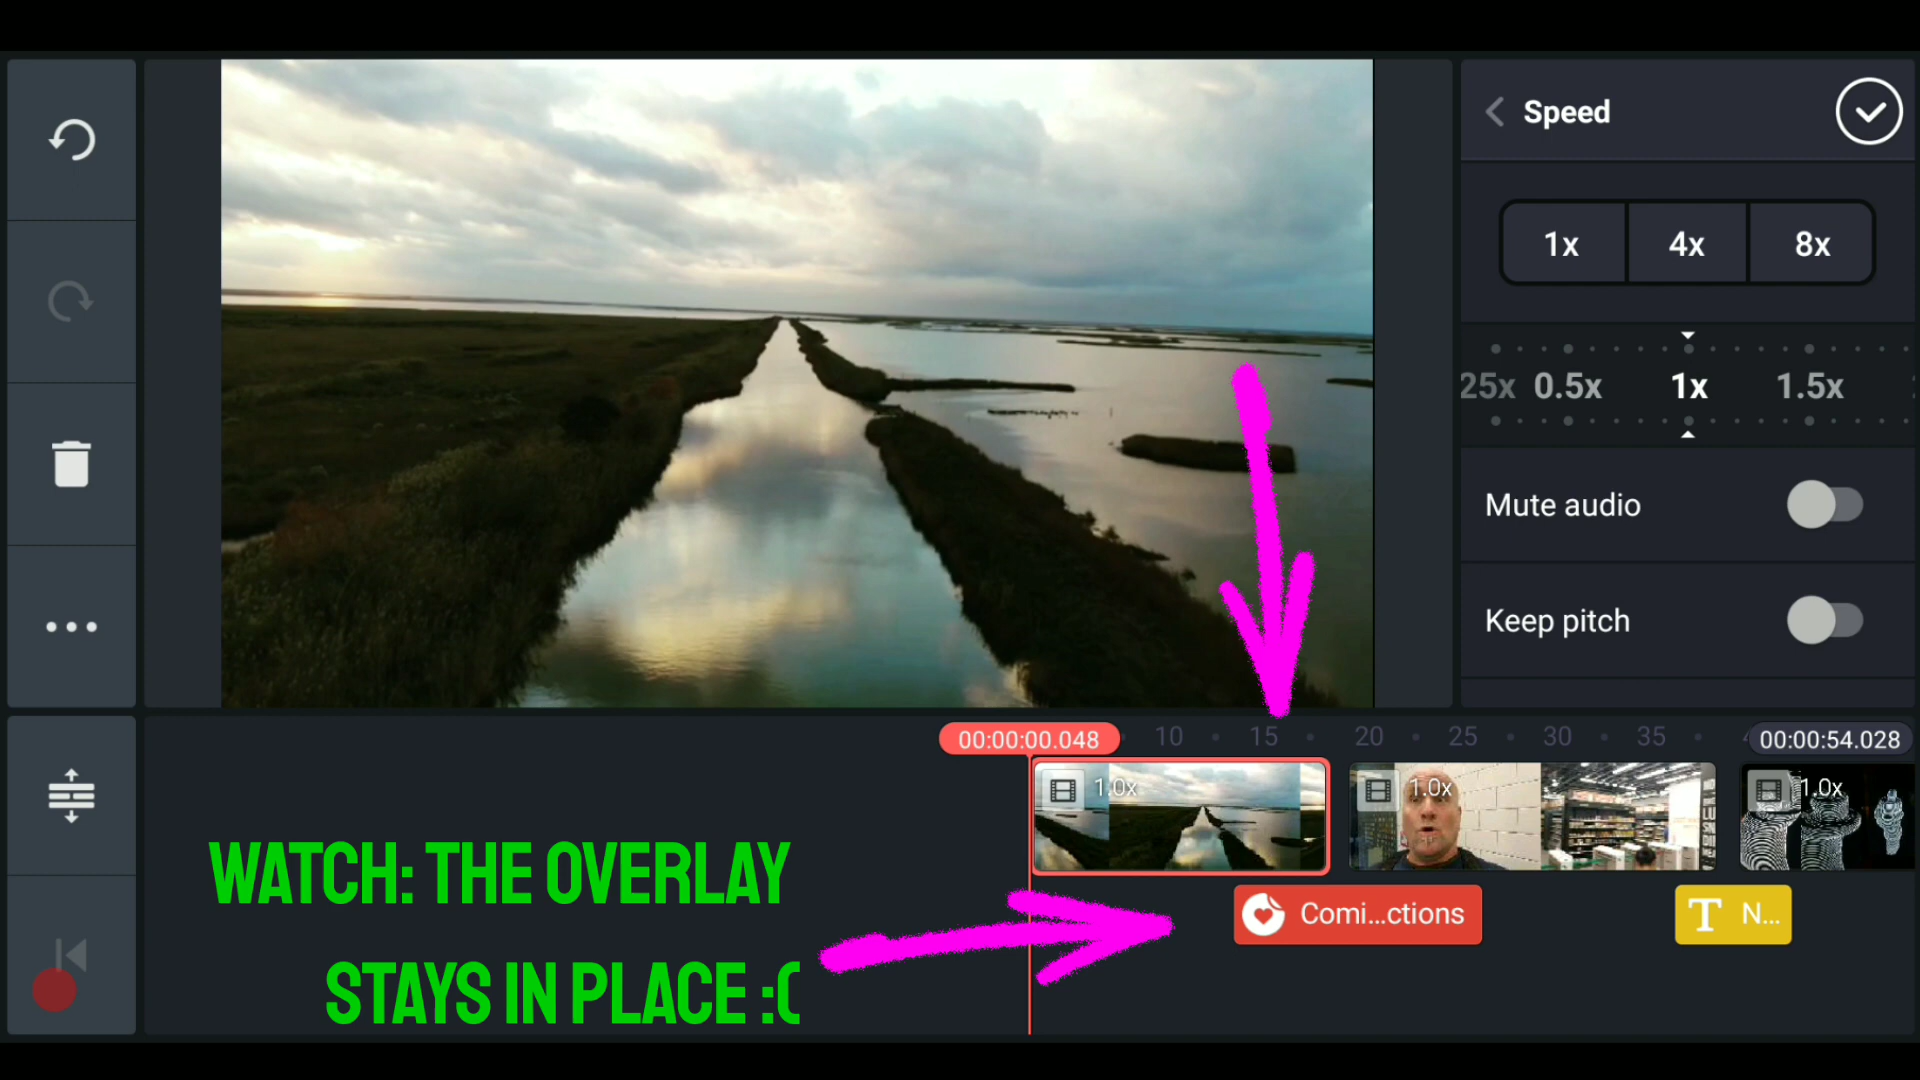 Speed
1x 4x 8x
25x 0.5x 1x 1.5x
Mute audio
Keep pitch
00:00:00.048 10 15 20 25 30 35 00:00:54.028
1.0x 1.0x 1.0x
WATCH: THE OVERLAY
STAYS IN PLACE :(
Comi...ctions
T N...